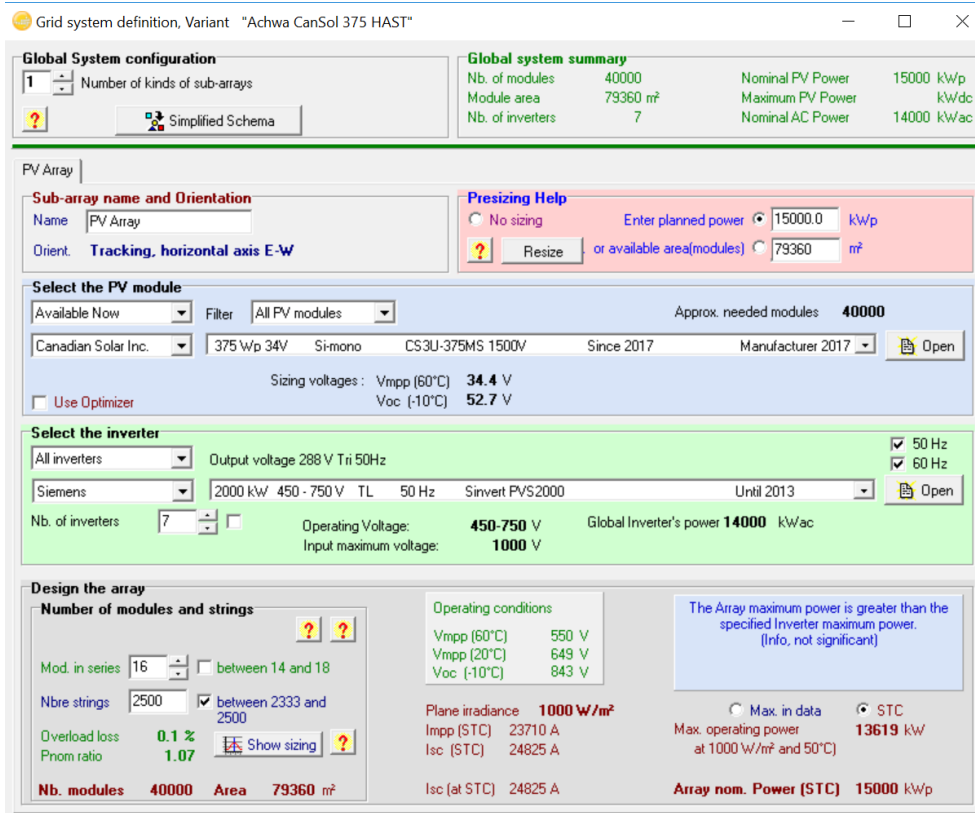 Grid system definition, Variant "Achwa CanSol 375 HAST"
Global System configuration
1 Number of kinds of sub-arrays
? Simplified Schema
Global system summary
Nb. of modules 40000 Nominal PV Power 15000 kWp
Module area 79360 m² Maximum PV Power kWdc
Nb. of inverters 7 Nominal AC Power 14000 kWac
PV Array
Sub-array name and Orientation
Name PV Array
Orient. Tracking, horizontal axis E-W
Presizing Help
No sizing Enter planned power 15000.0 kWp
? Resize . or available area(modules) 79360 m²
Select the PV module
Available Now Filter All PV modules Approx. needed modules 40000
Canadian Solar Inc. 375 Wp 34V Si-mono CS3U-375MS 1500V Since 2017 Manufacturer 2017 Open
Sizing voltages : Vmpp (60°C) 34.4 V
Use Optimizer Voc (-10°C) 52.7 V
Select the inverter
All inverters Output voltage 288 V Tri 50Hz 50 Hz
60 Hz
Siemens 2000 kW 450 - 750 V TL 50 Hz Sinvert PVS2000 Until 2013 Open
Nb. of inverters 7 Operating Voltage: 450-750 V Global Inverter's power 14000 kWac
Input maximum voltage: 1000 V
Design the array
Number of modules and strings
? ?
Mod. in series 16 between 14 and 18
Nbre strings 2500 between 2333 and
2500
Overload loss 0.1 % Show sizing ?
Pnom ratio 1.07
Nb. modules 40000 Area 79360 m²
Operating conditions
Vmpp (60°C) 550 V
Vmpp (20°C) 649 V
Voc (-10°C) 843 V
Plane irradiance 1000 W/m²
Impp (STC) 23710 A
Isc (STC) 24825 A
Isc (at STC) 24825 A
The Array maximum power is greater than the
specified Inverter maximum power.
(Info, not significant)
Max. in data STC
Max. operating power 13619 kW
at 1000 W/m² and 50°C)
Array nom. Power (STC) 15000 kWp